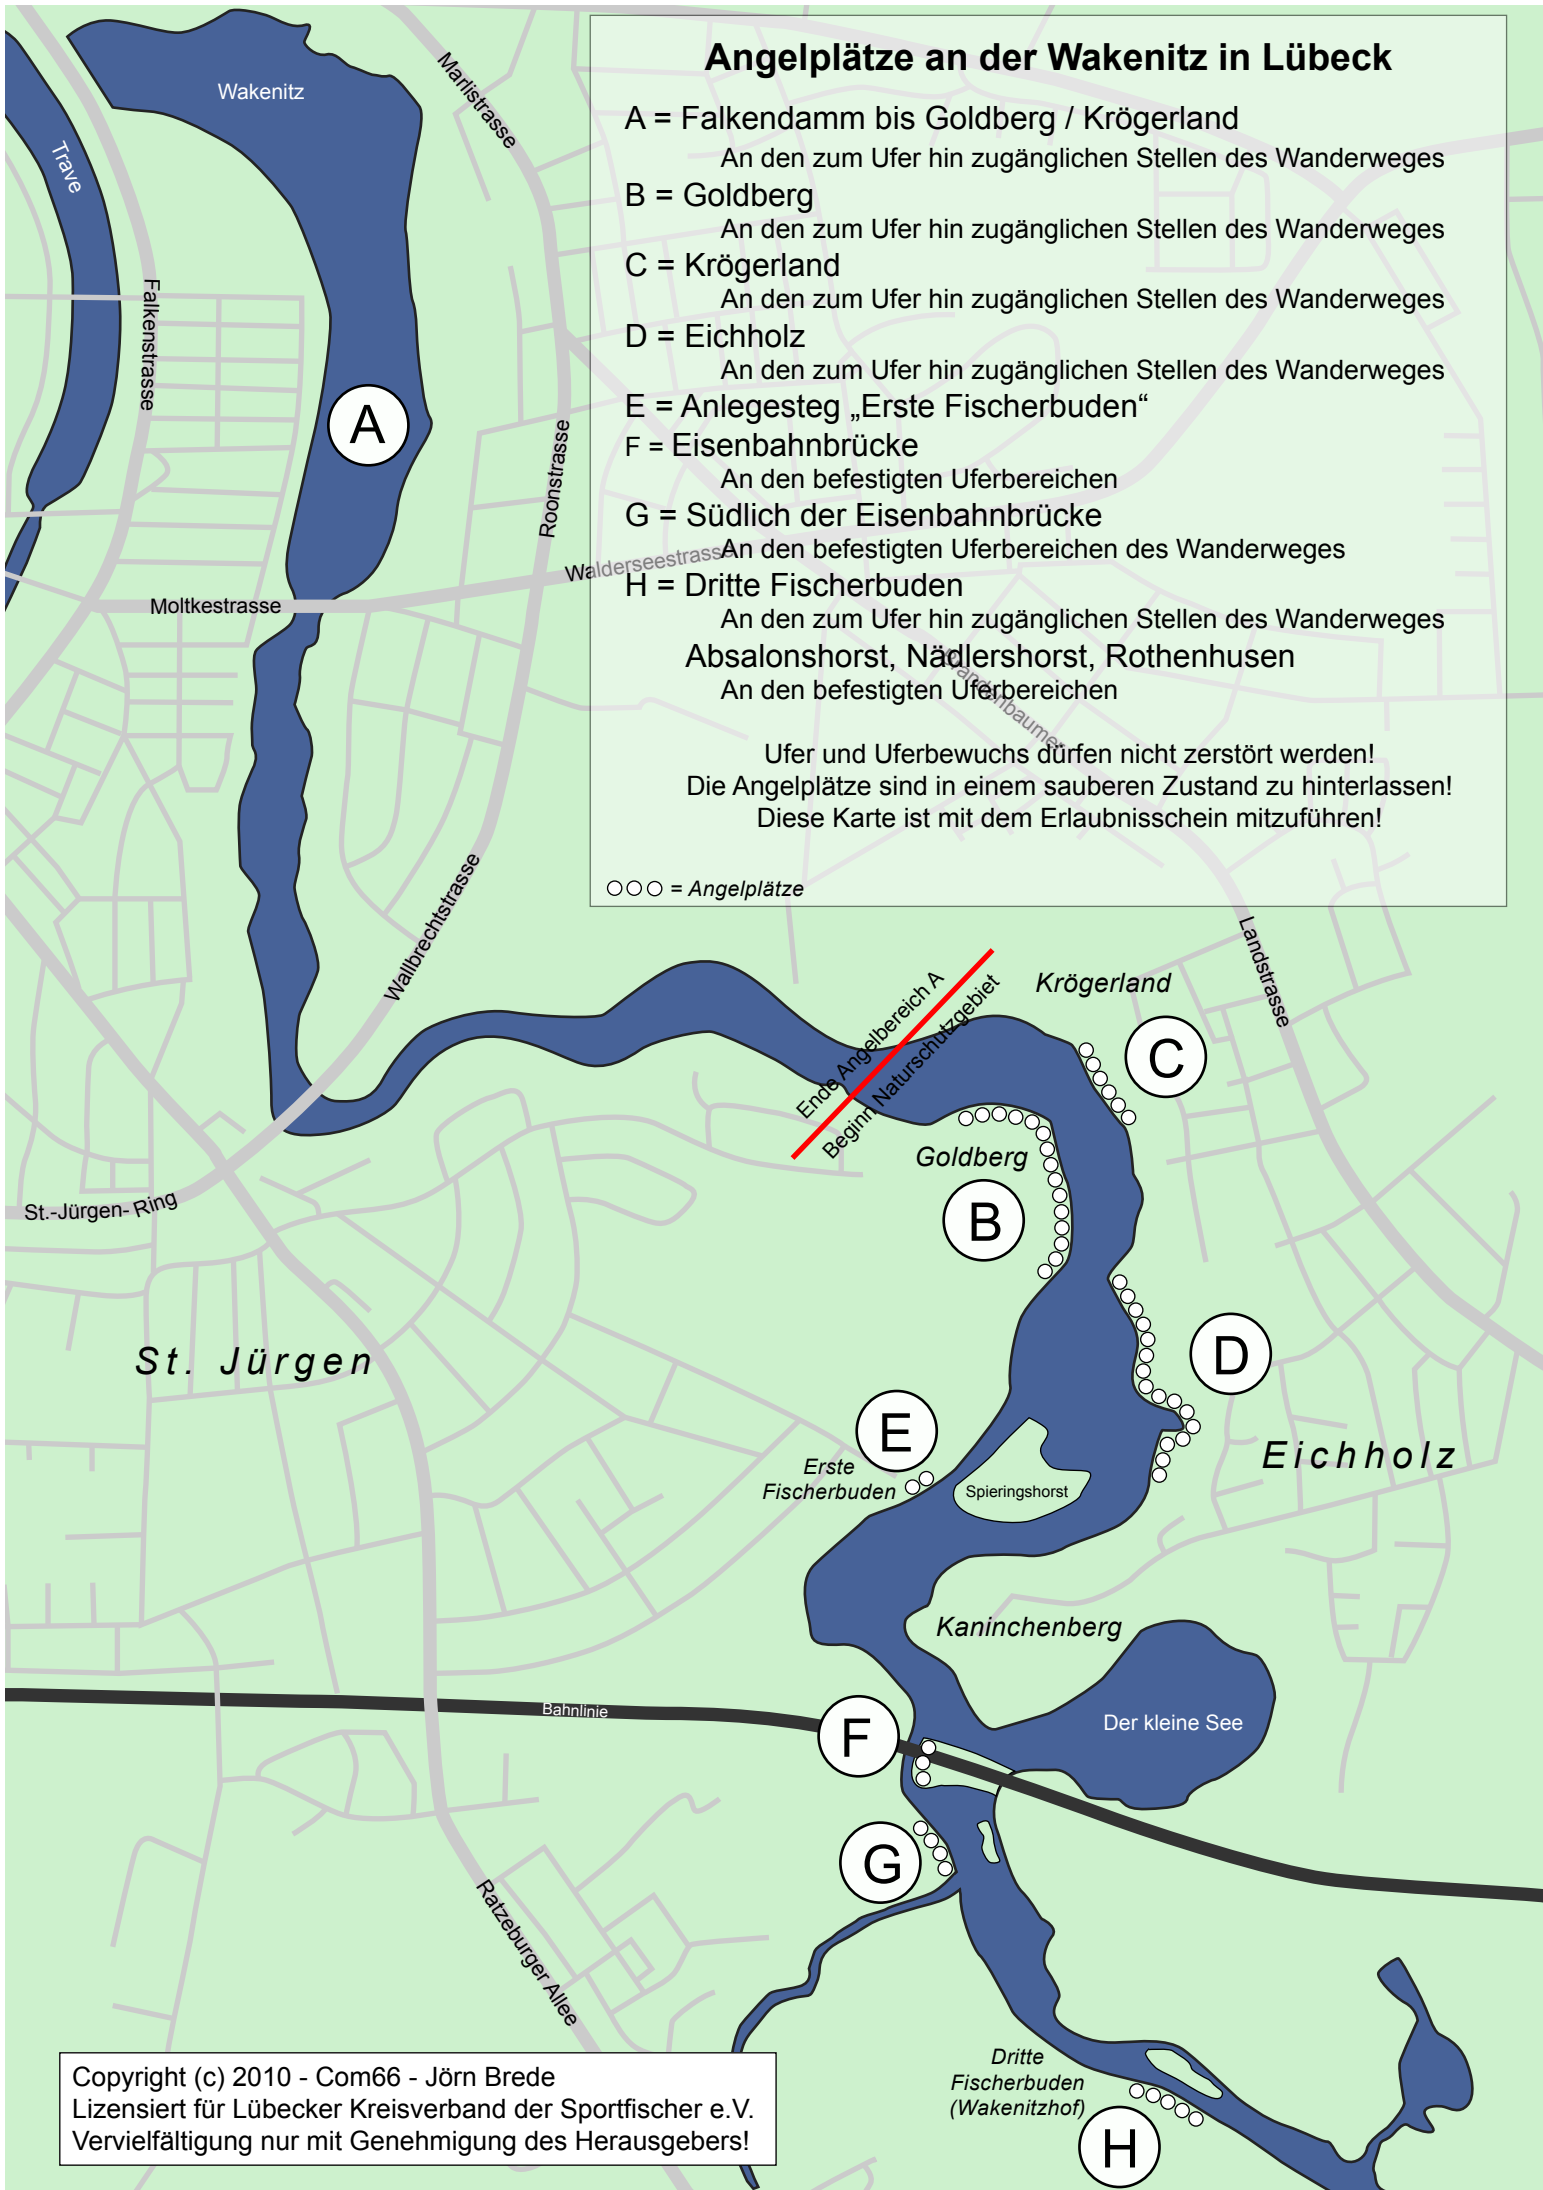 Angelplätze an der Wakenitz in Lübeck
A = Falkendamm bis Goldberg / Krögerland
An den zum Ufer hin zugänglichen Stellen des Wanderweges
B = Goldberg
An den zum Ufer hin zugänglichen Stellen des Wanderweges
C = Krögerland
An den zum Ufer hin zugänglichen Stellen des Wanderweges
D = Eichholz
An den zum Ufer hin zugänglichen Stellen des Wanderweges
E = Anlegesteg „Erste Fischerbuden“
F = Eisenbahnbrücke
An den befestigten Uferbereichen
G = Südlich der Eisenbahnbrücke
An den befestigten Uferbereichen des Wanderweges
H = Dritte Fischerbuden
An den zum Ufer hin zugänglichen Stellen des Wanderweges
Absalonshorst, Nädlershorst, Rothenhusen
An den befestigten Uferbereichen
Ufer und Uferbewuchs dürfen nicht zerstört werden!
Die Angelplätze sind in einem sauberen Zustand zu hinterlassen!
Diese Karte ist mit dem Erlaubnisschein mitzuführen!
= Angelplätze
Wakenitz
Trave
Marlistrasse
Falkenstrasse
A
Roonstrasse
Walderseestrasse
Moltkestrasse
Brandenbaumer
Landstrasse
Wallbrechtstrasse
Ende Angelbereich A
Beginn Naturschutzgebiet
Krögerland
C
Goldberg
B
St.-Jürgen-Ring
St. Jürgen
D
E
Erste
Fischerbuden
Spieringshorst
Eichholz
Kaninchenberg
Der kleine See
Bahnlinie
F
G
Ratzeburger Allee
Dritte
Fischerbuden
(Wakenitzhof)
H
Copyright (c) 2010 - Com66 - Jörn Brede
Lizensiert für Lübecker Kreisverband der Sportfischer e.V.
Vervielfältigung nur mit Genehmigung des Herausgebers!